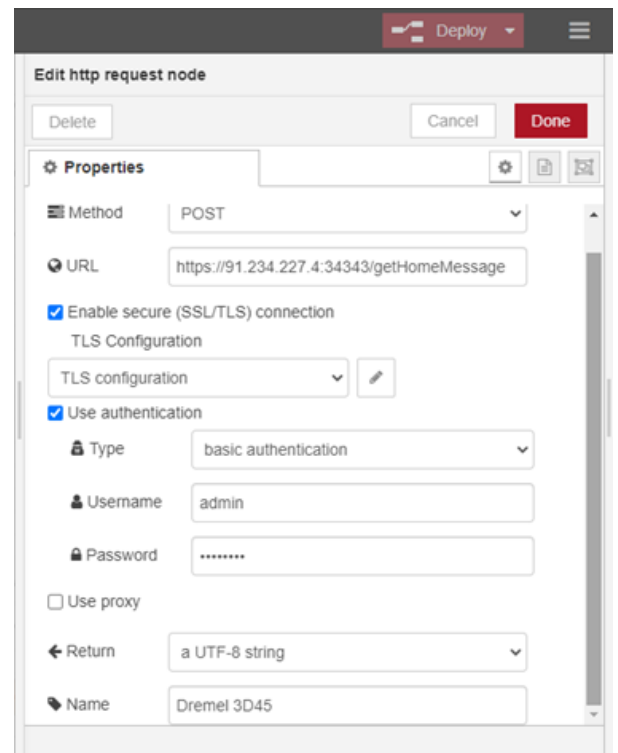 Deploy
Edit http request node
Delete
Cancel
Done
Properties
Method
POST
URL
https://91.234.227.4:34343/getHomeMessage
Enable secure (SSL/TLS) connection
TLS Configuration
TLS configuration
Use authentication
Type
basic authentication
Username
admin
Password
••••••••
Use proxy
Return
a UTF-8 string
Name
Dremel 3D45